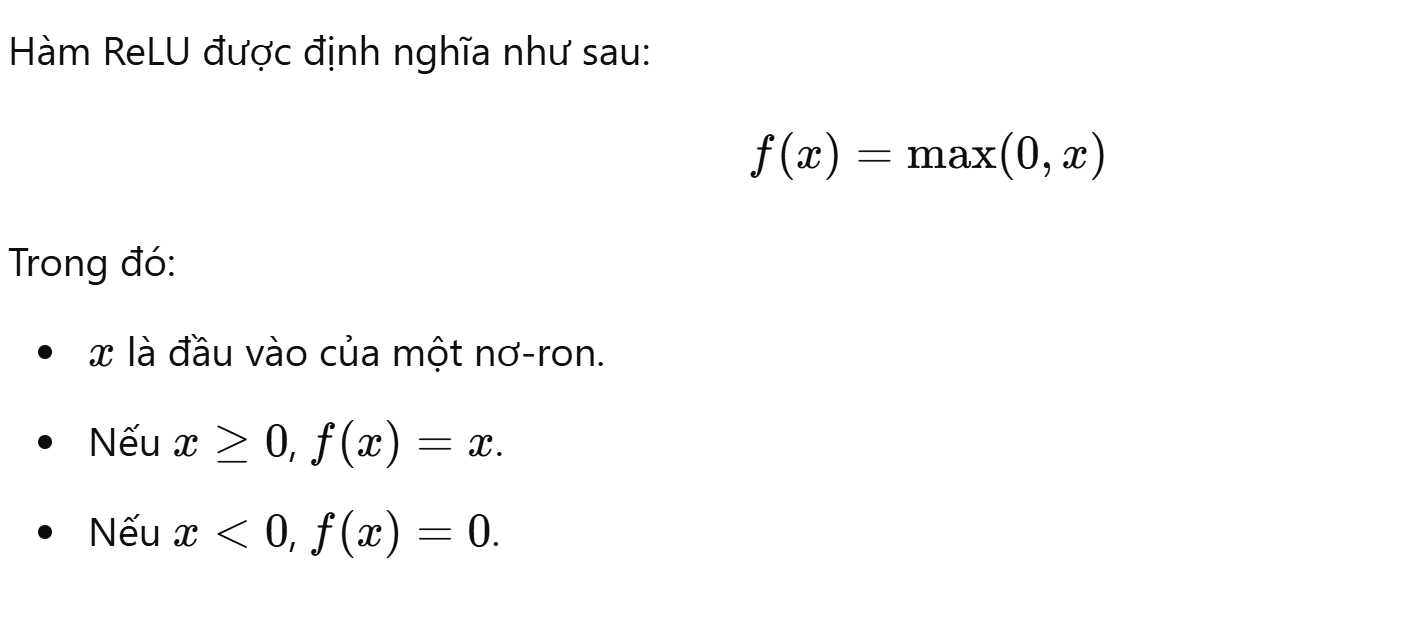 Hàm ReLU được định nghĩa như sau:
f(x) = max(0, x)
Trong đó:
• x là đầu vào của một nơ-ron.
• Nếu x ≥ 0, f(x) = x.
• Nếu x < 0, f(x) = 0.